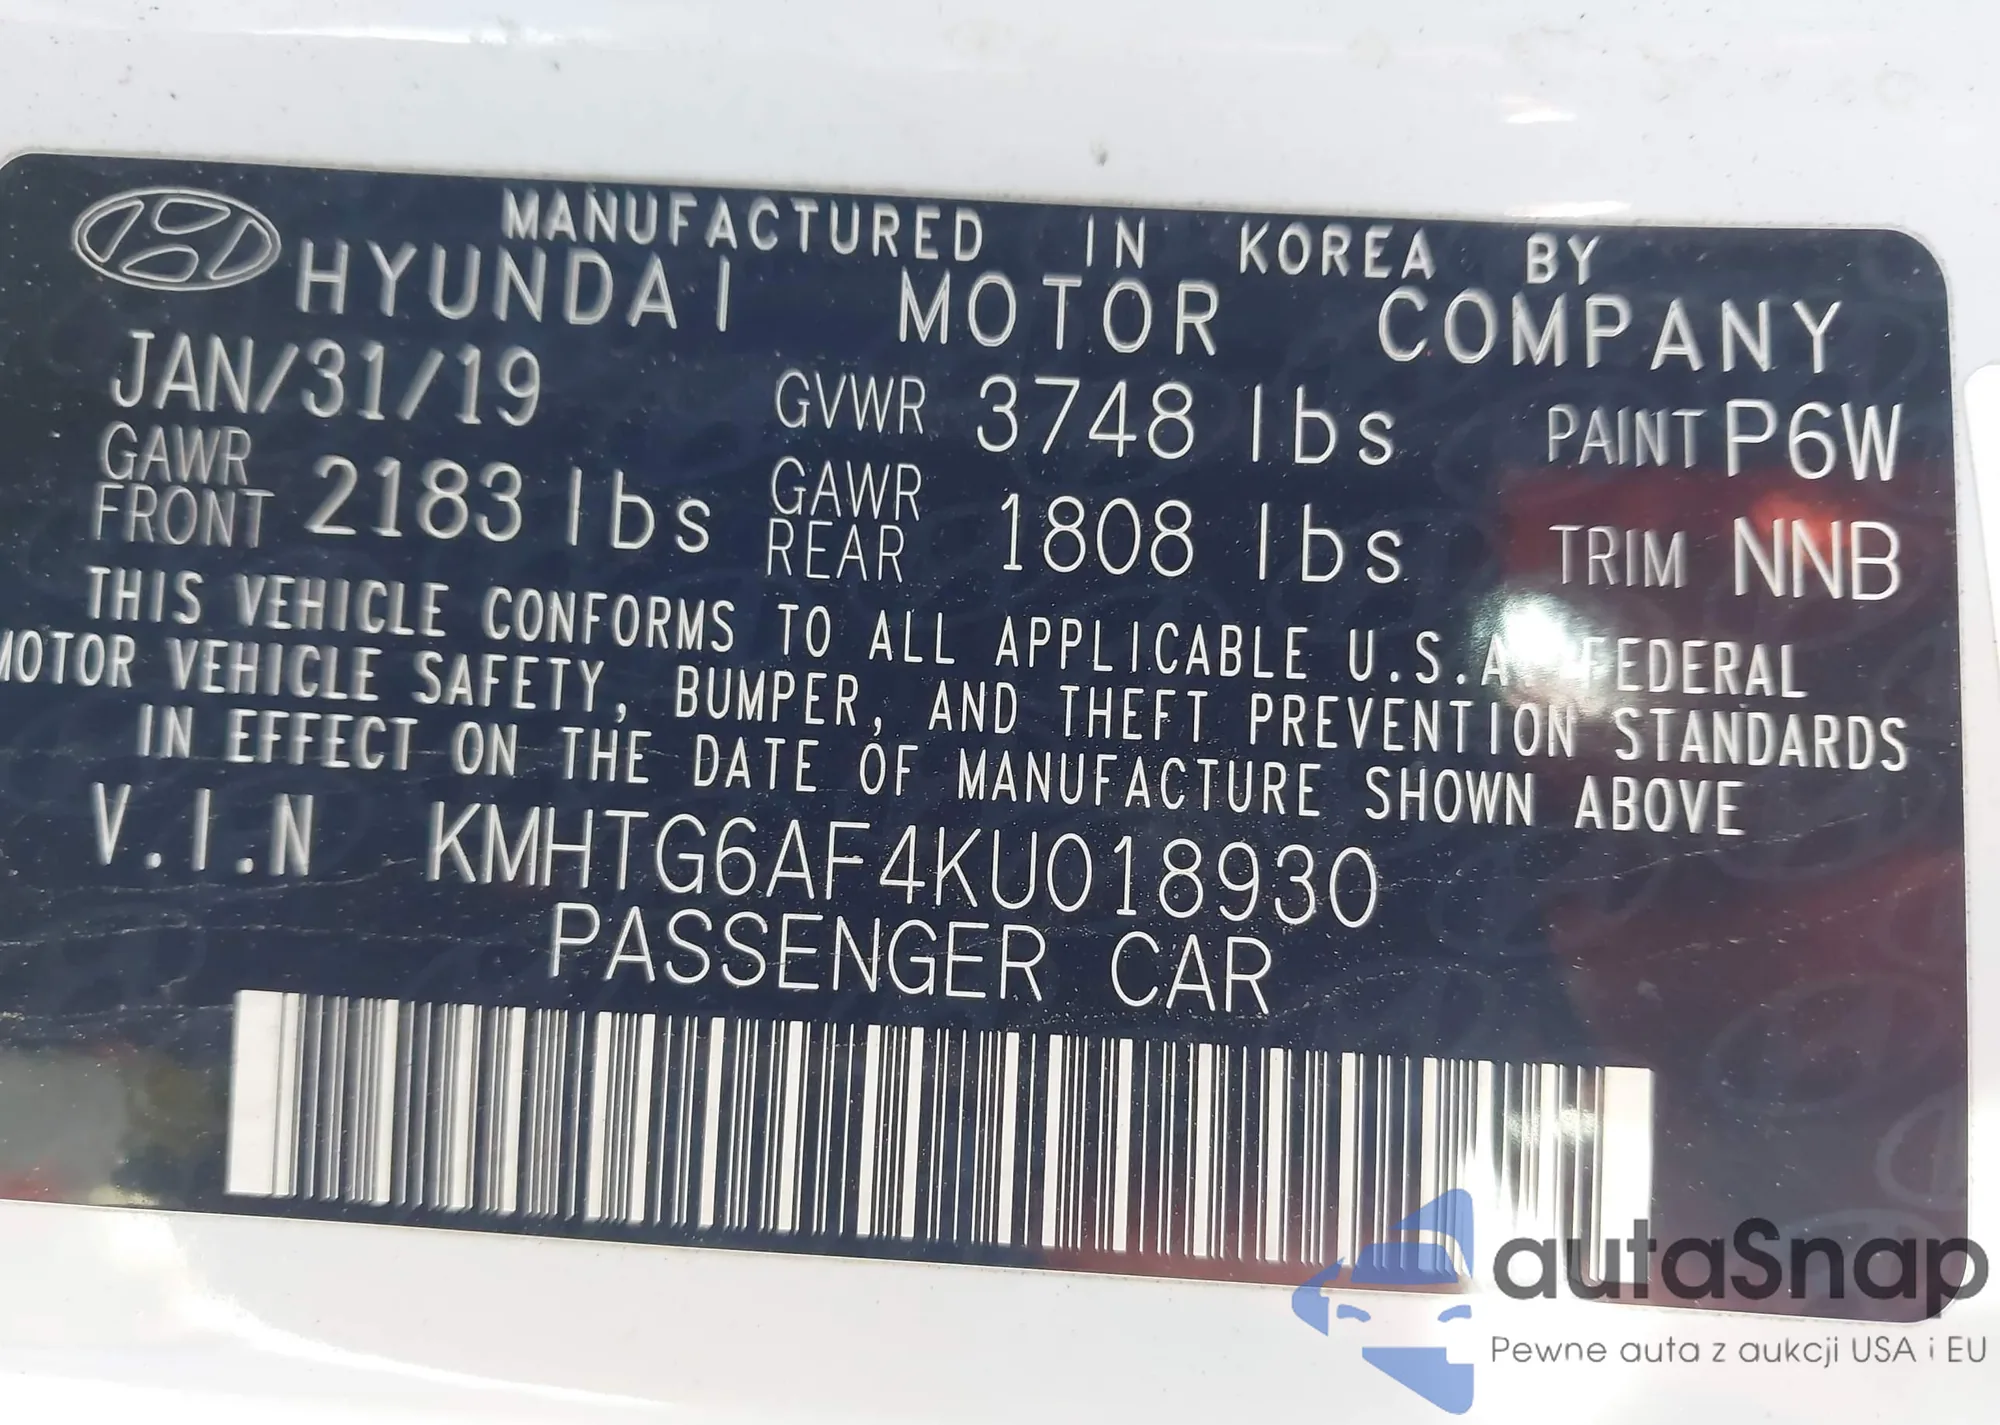 MANUFACTURED IN KOREA BY
HYUNDAI MOTOR COMPANY
JAN/31/19 GVWR 3748 lbs PAINT P6W
GAWR FRONT 2183 lbs GAWR REAR 1808 lbs TRIM NNB
THIS VEHICLE CONFORMS TO ALL APPLICABLE U.S.A. FEDERAL
MOTOR VEHICLE SAFETY, BUMPER, AND THEFT PREVENTION STANDARDS
IN EFFECT ON THE DATE OF MANUFACTURE SHOWN ABOVE
V.I.N KMHTG6AF4KU018930
PASSENGER CAR
autaSnap
Pewne auta z aukcji USA i EU